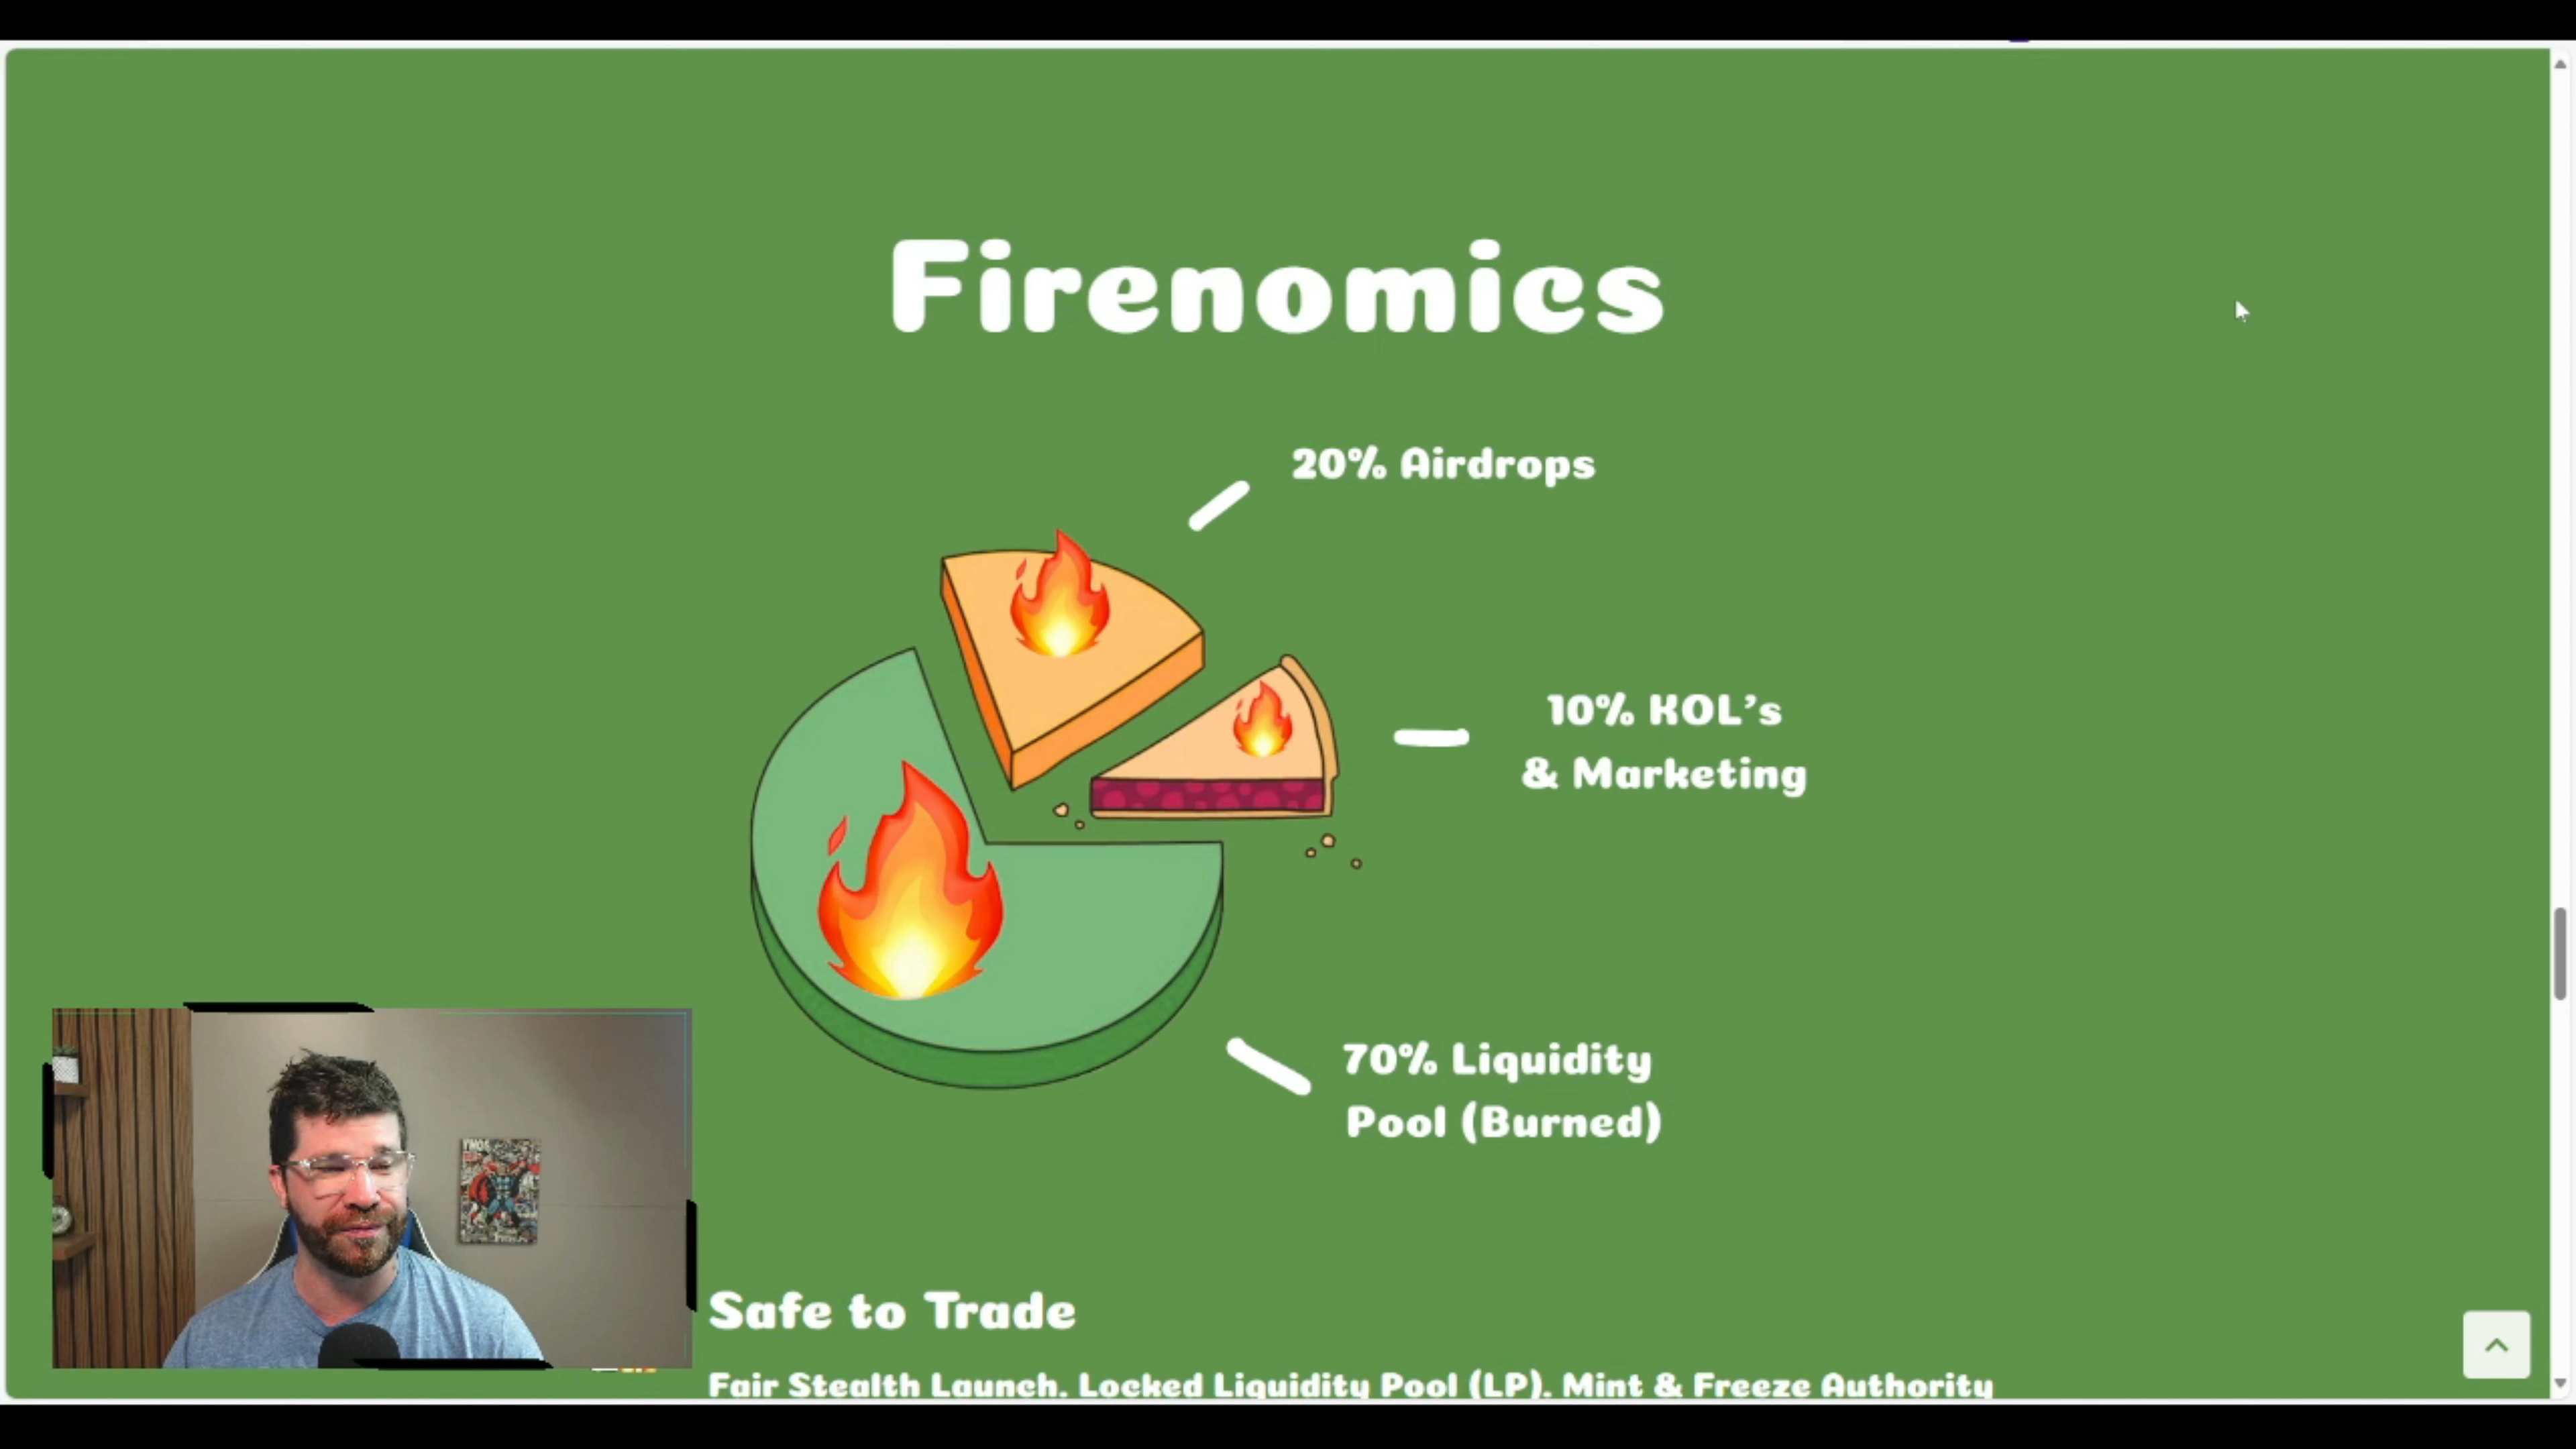 Firenomics
20% Airdrops
10% KOL's
& Marketing
70% Liquidity
Pool (Burned)
Safe to Trade
Fair Stealth Launch. Locked Liquidity Pool (LP). Mint & Freeze Authority